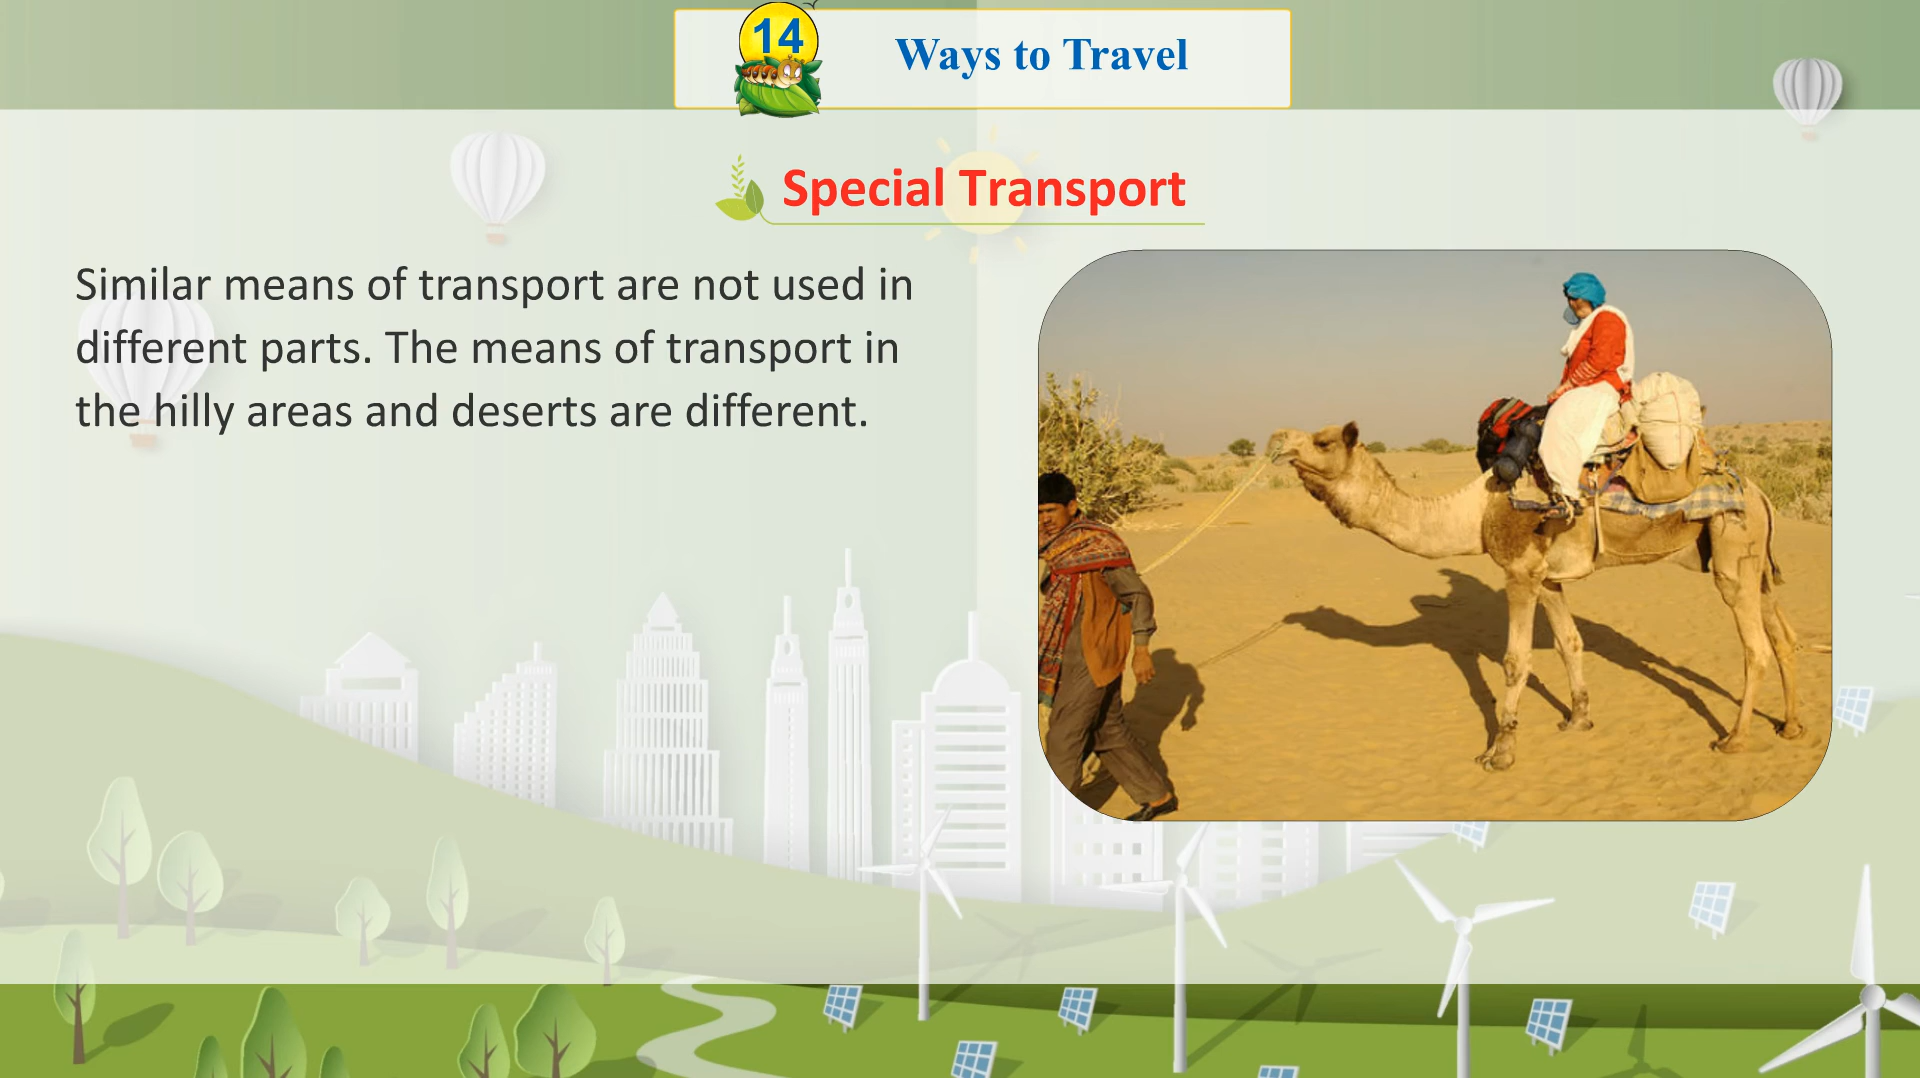 14
Ways to Travel
Special Transport
Similar means of transport are not used in
different parts. The means of transport in
the hilly areas and deserts are different.